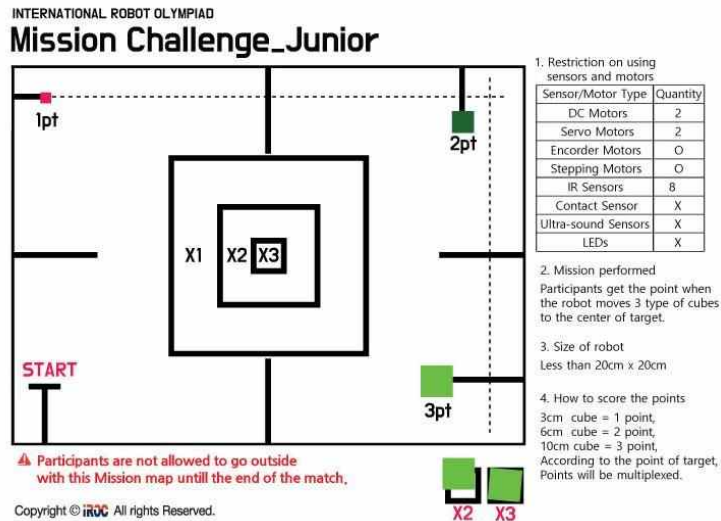 INTERNATIONAL ROBOT OLYMPIAD
Mission Challenge_Junior
1pt
2pt
X1
X2
X3
START
3pt
⚠ Participants are not allowed to go outside
with this Mission map untill the end of the match,
X2
X3
Copyright © iROC All rights Reserved.
1. Restriction on using
sensors and motors
Sensor/Motor Type Quantity
DC Motors 2
Servo Motors 2
Encorder Motors O
Stepping Motors O
IR Sensors 8
Contact Sensor X
Ultra-sound Sensors X
LEDs X
2. Mission performed
Participants get the point when
the robot moves 3 type of cubes
to the center of target.
3. Size of robot
Less than 20cm x 20cm
4. How to score the points
3cm cube = 1 point,
6cm cube = 2 point,
10cm cube = 3 point,
According to the point of target,
Points will be multiplexed.